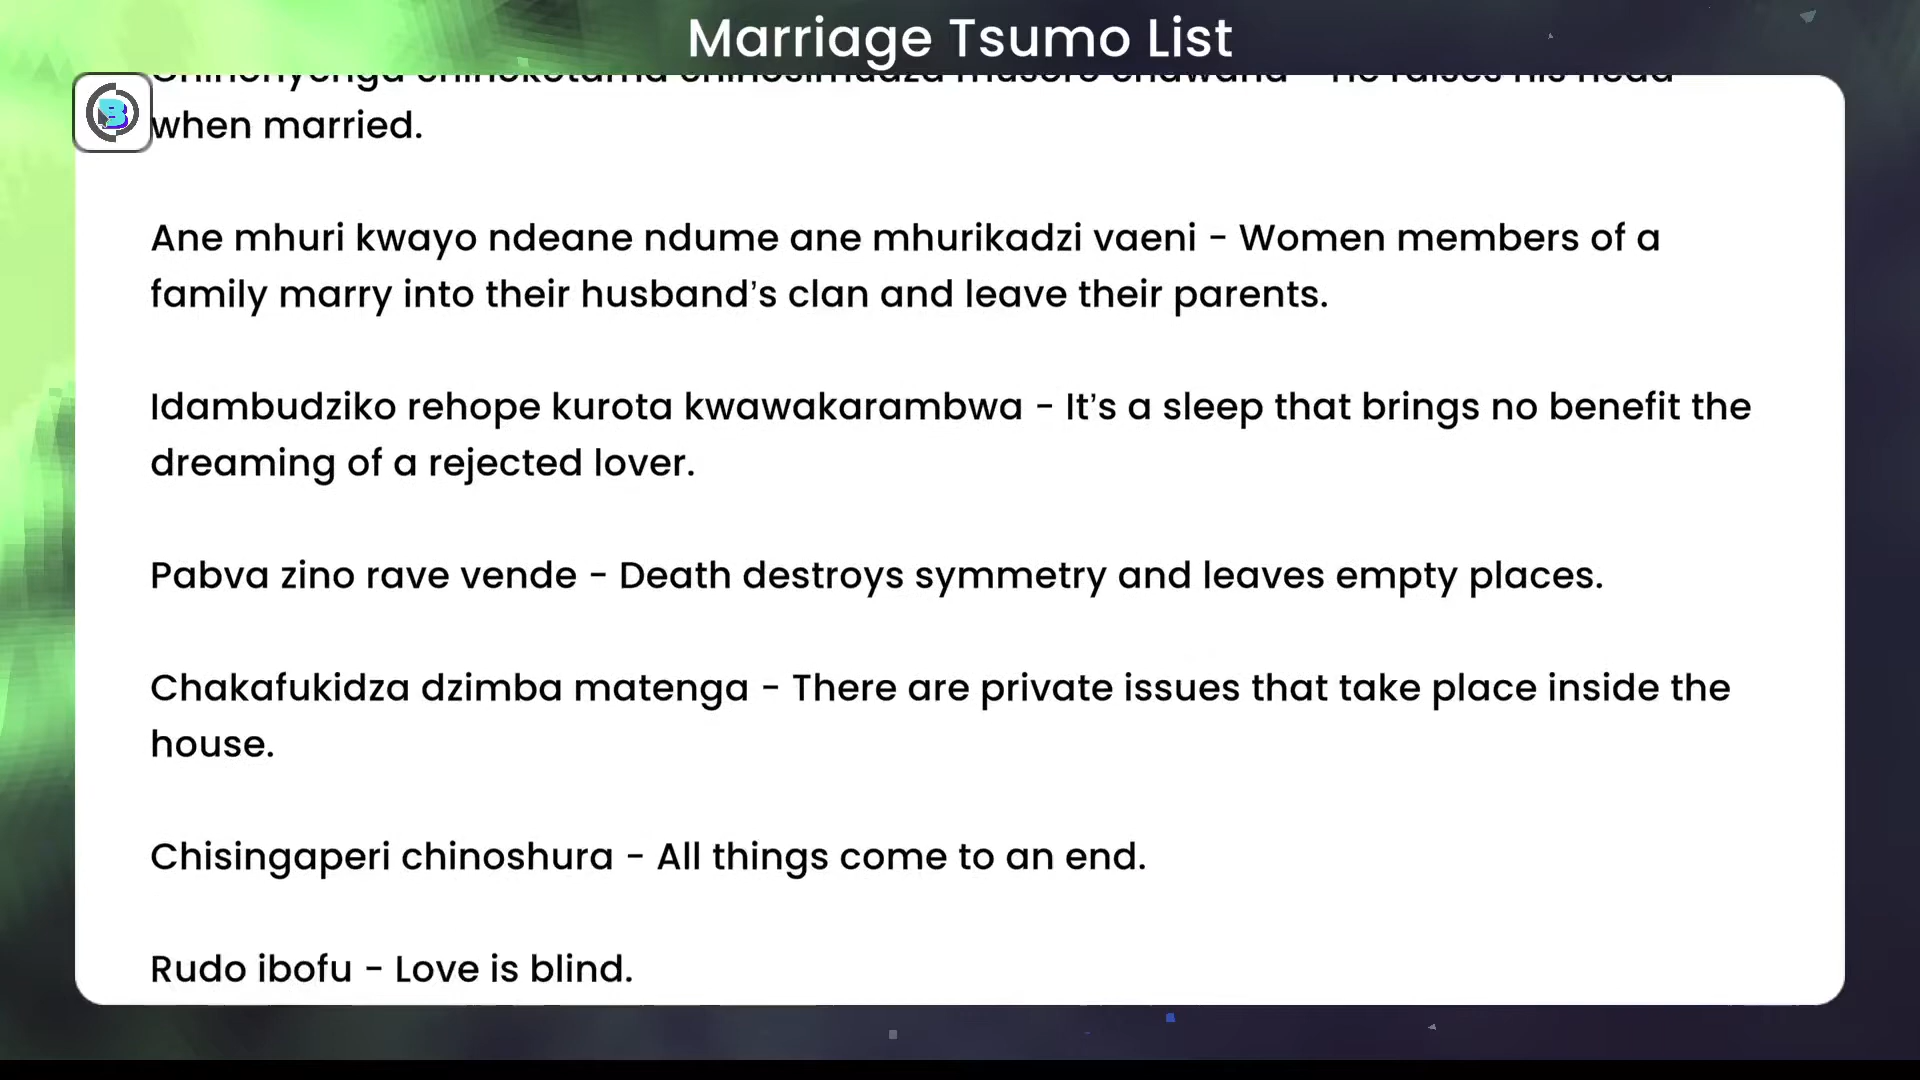 Marriage Tsumo List
when married.
Ane mhuri kwayo ndeane ndume ane mhurikadzi vaeni - Women members of a
family marry into their husband's clan and leave their parents.
Idambudziko rehope kurota kwawakarambwa - It's a sleep that brings no benefit the
dreaming of a rejected lover.
Pabva zino rave vende - Death destroys symmetry and leaves empty places.
Chakafukidza dzimba matenga - There are private issues that take place inside the
house.
Chisingaperi chinoshura - All things come to an end.
Rudo ibofu - Love is blind.